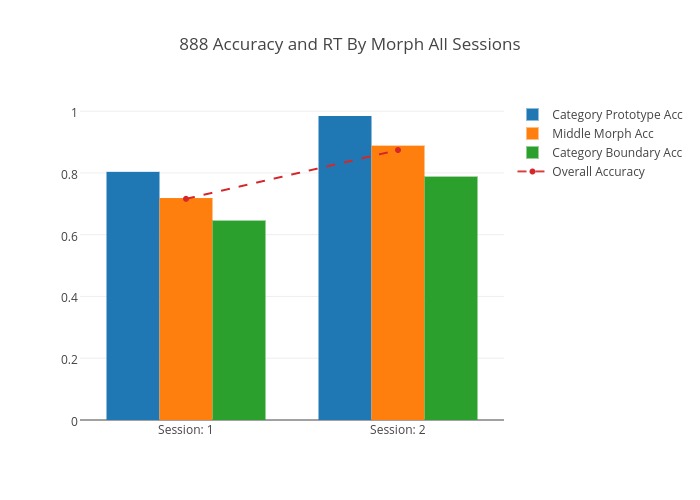 888 Accuracy and RT By Morph All Sessions
1
0.8
0.6
0.4
0.2
0
Session: 1
Session: 2
Category Prototype Acc
Middle Morph Acc
Category Boundary Acc
Overall Accuracy